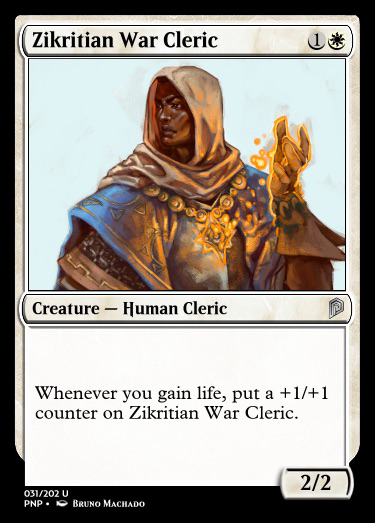 Zikritian War Cleric 1
Creature — Human Cleric
Whenever you gain life, put a +1/+1
counter on Zikritian War Cleric.
2/2
031/202 U
PNP • Bruno Machado